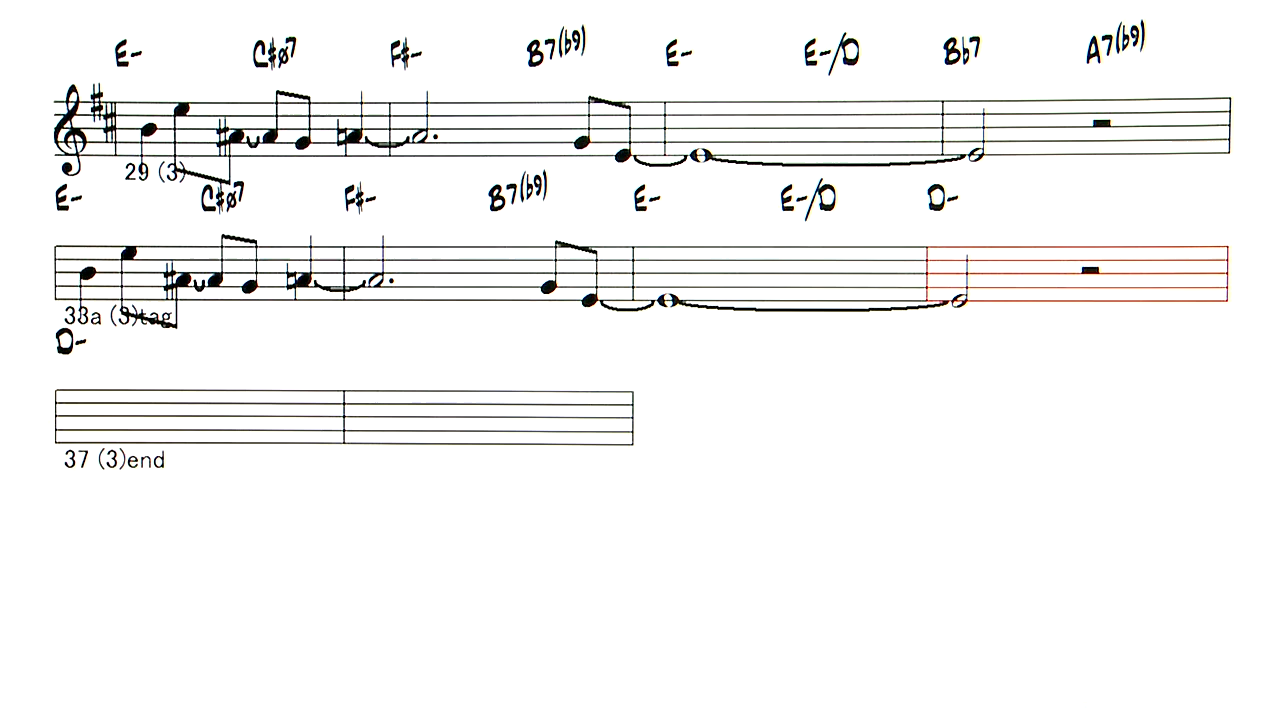 E- C#ø7 F#- B7(b9) E- E-/D Bb7 A7(b9)
29 (3)
E- C#ø7 F#- B7(b9) E- E-/D D-
33a (3)tag
D-
37 (3)end